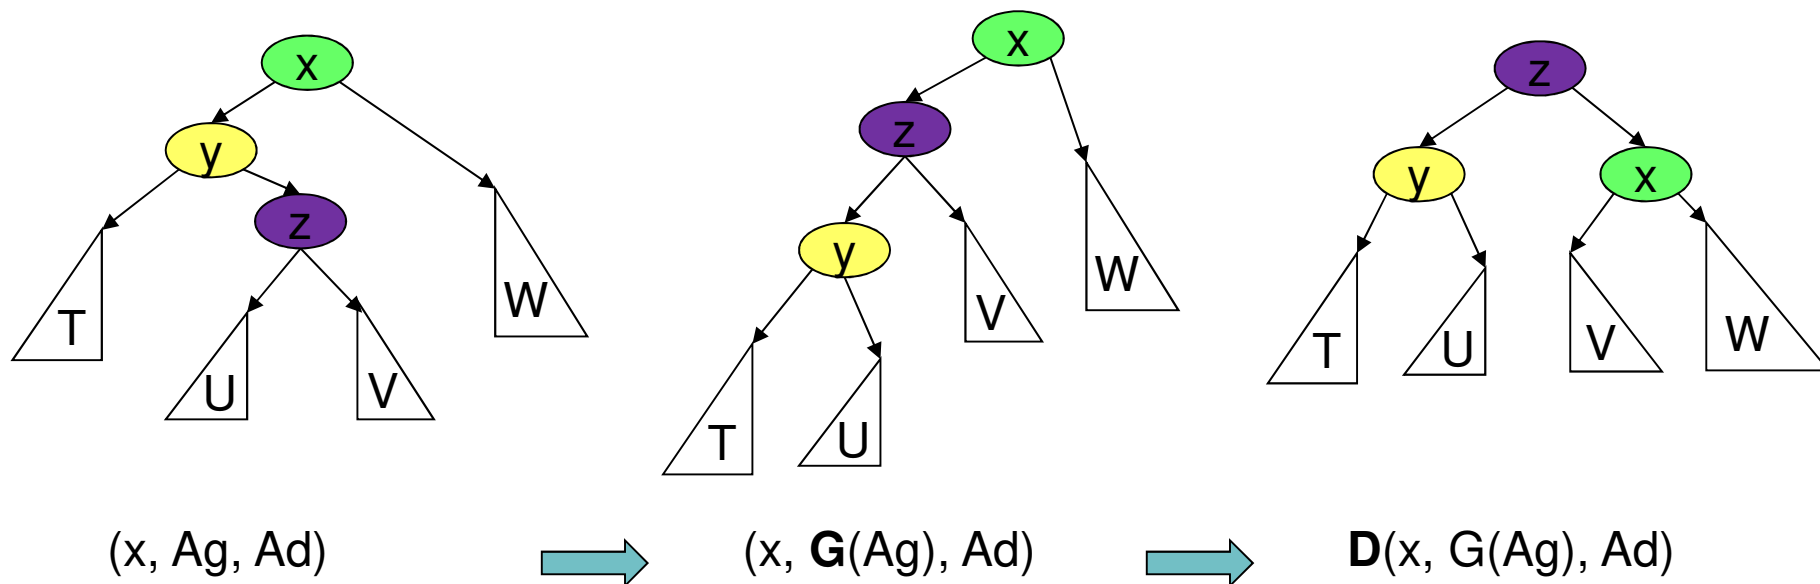 x
y
z
T
U
V
W
x
z
y
V
W
T
U
z
y
x
T
U
V
W
(x, Ag, Ad)
(x, G(Ag), Ad)
D(x, G(Ag), Ad)